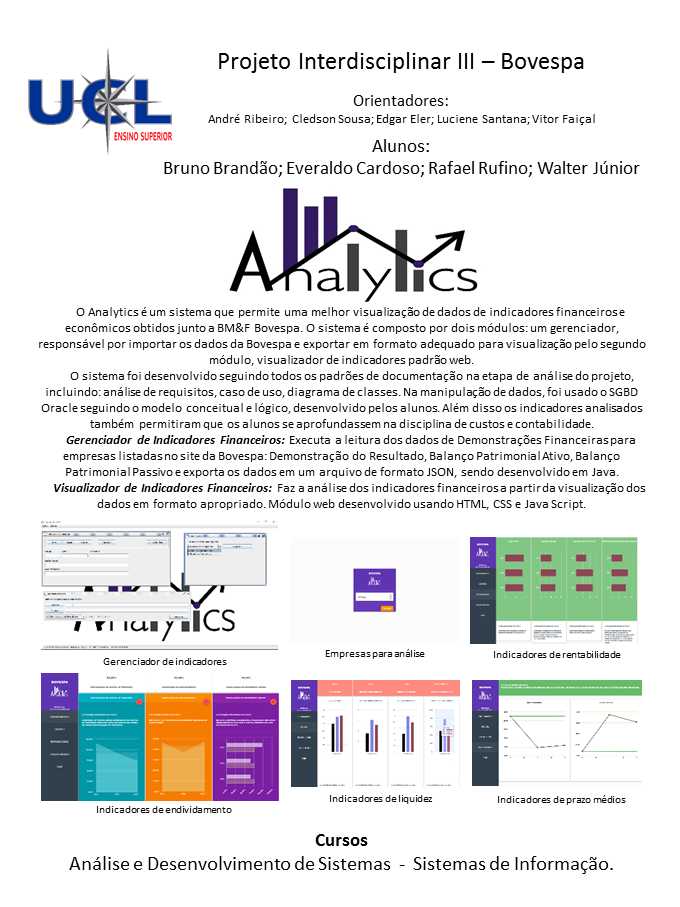 Projeto Interdisciplinar III – Bovespa
UCL
ENSINO SUPERIOR
Orientadores:
André Ribeiro; Cledson Sousa; Edgar Eler; Luciene Santana; Vitor Faiçal
Alunos:
Bruno Brandão; Everaldo Cardoso; Rafael Rufino; Walter Júnior
Analytics
O Analytics é um sistema que permite uma melhor visualização de dados de indicadores financeiros e
econômicos obtidos junto a BM&F Bovespa. O sistema é composto por dois módulos: um gerenciador,
responsável por importar os dados da Bovespa e exportar em formato adequado para visualização pelo segundo
módulo, visualizador de indicadores padrão web.
O sistema foi desenvolvido seguindo todos os padrões de documentação na etapa de análise do projeto,
incluindo: análise de requisitos, caso de uso, diagrama de classes. Na manipulação de dados, foi usado o SGBD
Oracle seguindo o modelo conceitual e lógico, desenvolvido pelos alunos. Além disso os indicadores analisados
também permitiram que os alunos se aprofundassem na disciplina de custos e contabilidade.
Gerenciador de Indicadores Financeiros: Executa a leitura dos dados de Demonstrações Financeiras para
empresas listadas no site da Bovespa: Demonstração do Resultado, Balanço Patrimonial Ativo, Balanço
Patrimonial Passivo e exporta os dados em um arquivo de formato JSON, sendo desenvolvido em Java.
Visualizador de Indicadores Financeiros: Faz a análise dos indicadores financeiros a partir da visualização dos
dados em formato apropriado. Módulo web desenvolvido usando HTML, CSS e Java Script.
Analytics
BOVESPA
BOVESPA
Gerenciador de indicadores
Empresas para análise
Indicadores de rentabilidade
BOVESPA
BOVESPA
BOVESPA
Indicadores de endividamento
Indicadores de liquidez
Indicadores de prazo médios
Cursos
Análise e Desenvolvimento de Sistemas - Sistemas de Informação.